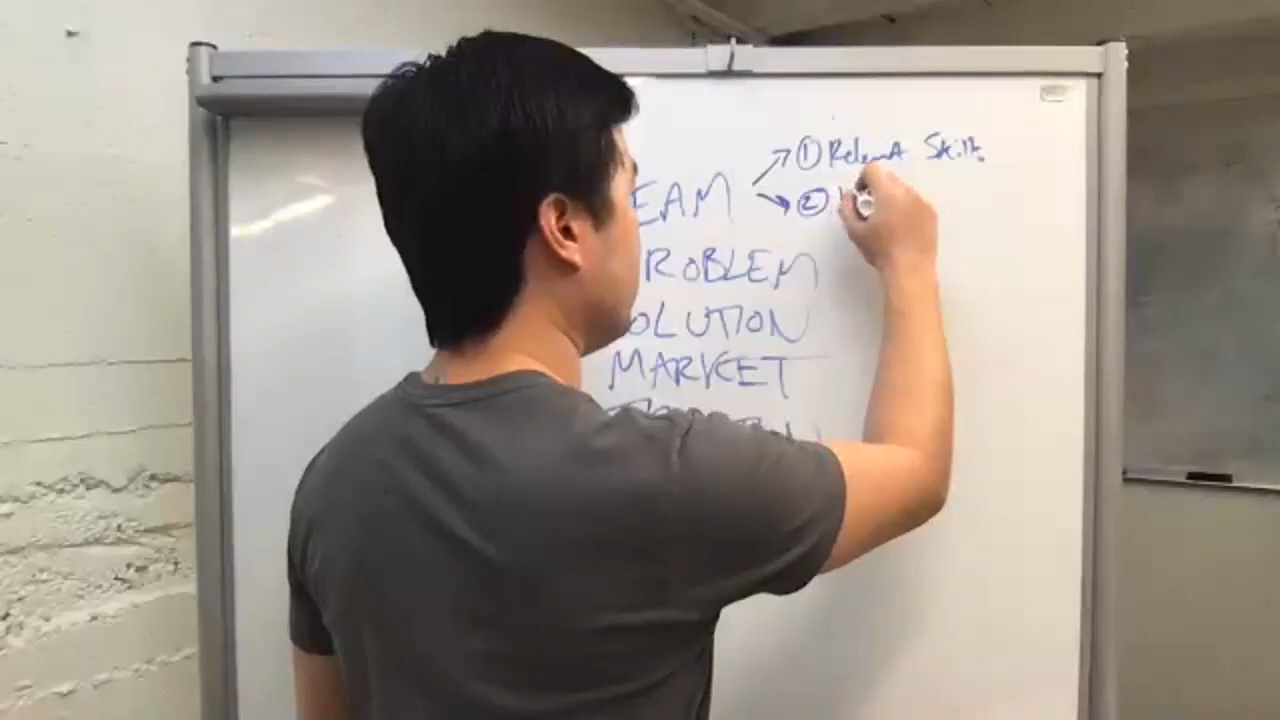 ① Relevant Skills
EAM ②
ROBLEM
OLUTION
MARKET